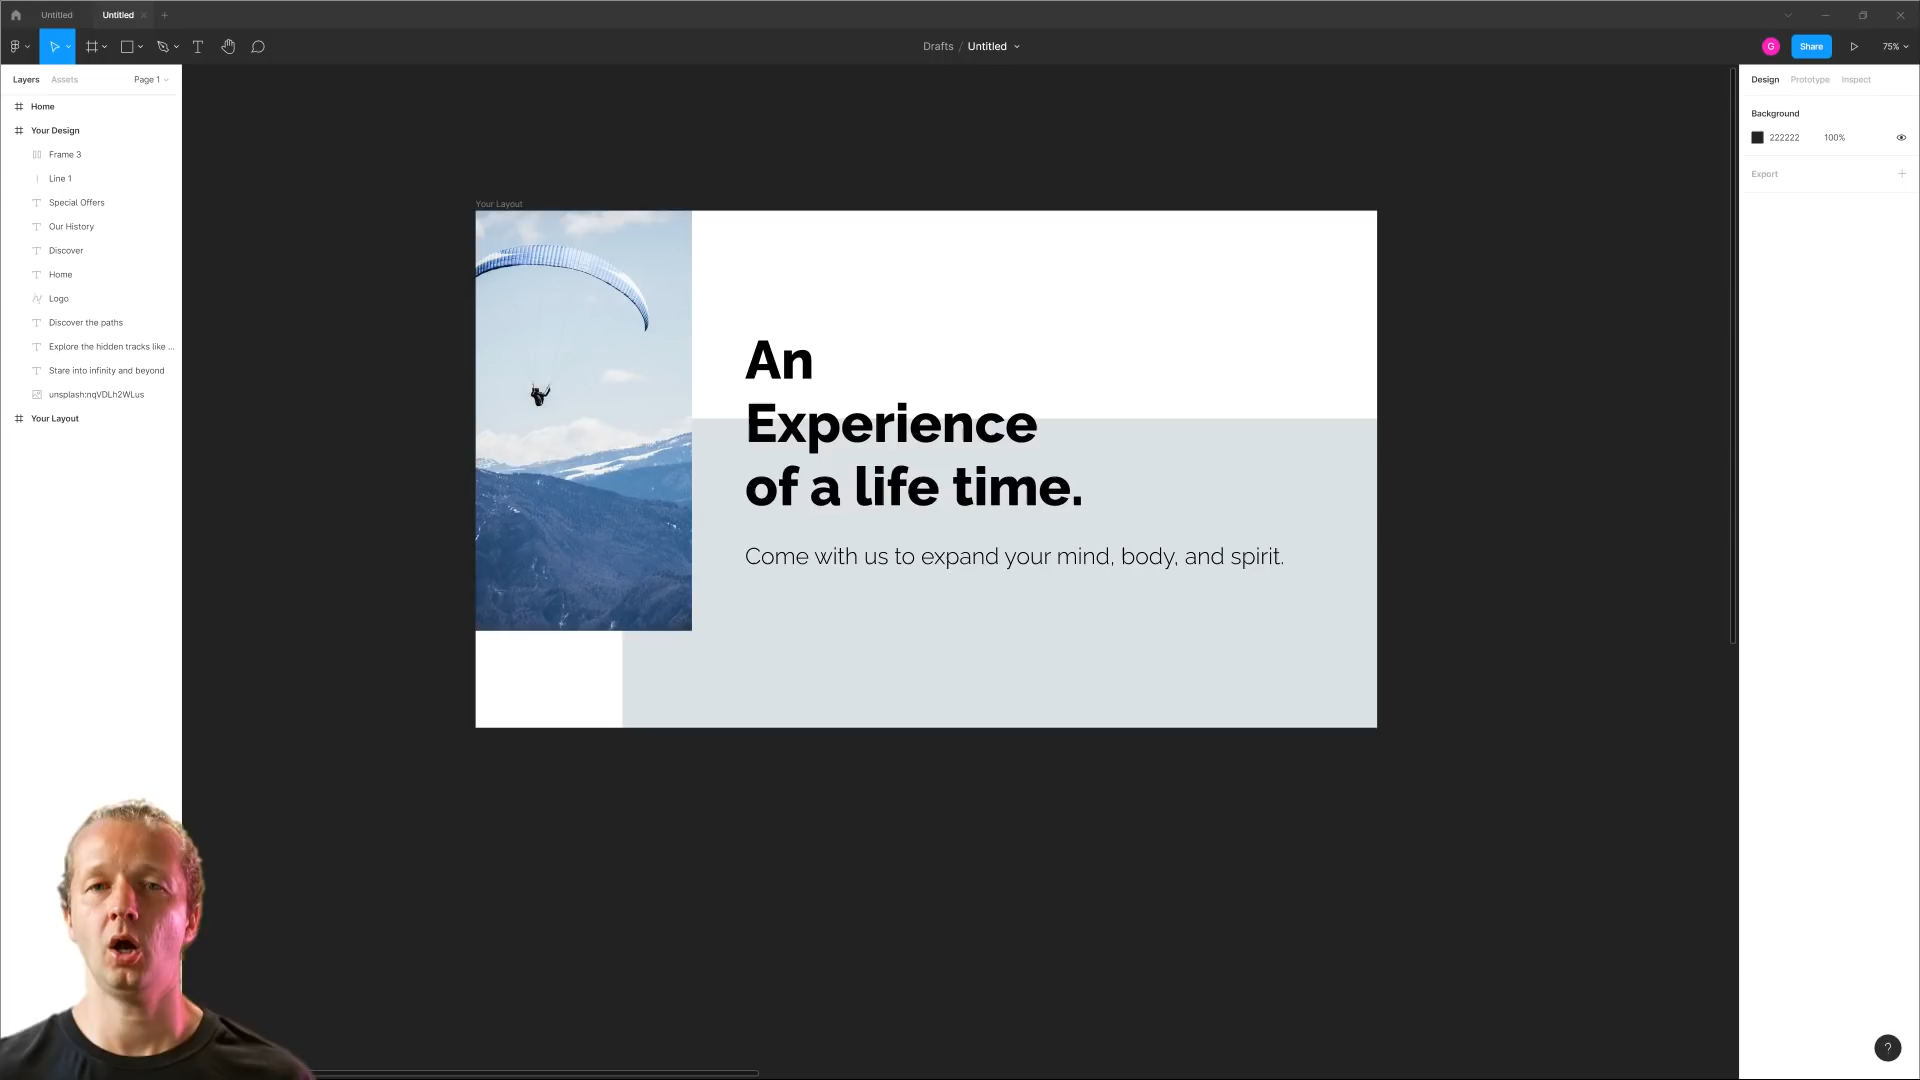 Untitled
Untitled
Drafts / Untitled
G
Share
75%
Layers
Assets
Page 1
Home
Your Design
Frame 3
Line 1
Special Offers
Our History
Discover
Home
Logo
Discover the paths
Explore the hidden tracks like ...
Stare into infinity and beyond
unsplash:nqVDLh2WLus
Your Layout
Your Layout
An
Experience
of a life time.
Come with us to expand your mind, body, and spirit.
Design
Prototype
Inspect
Background
222222
100%
Export
?